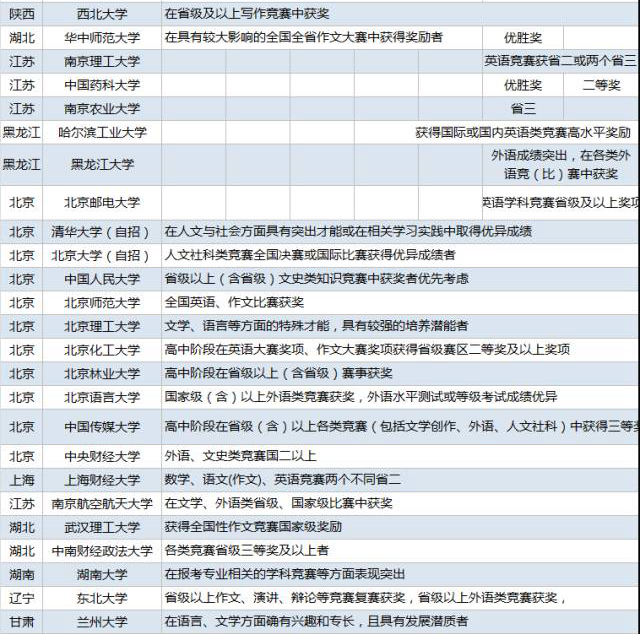 陕西 西北大学 在省级及以上写作竞赛中获奖
湖北 华中师范大学 在具有较大影响的全国全省作文大赛中获得奖励者 优胜奖
江苏 南京理工大学 英语竞赛获省二或两个省三
江苏 中国药科大学 优胜奖 二等奖
江苏 南京农业大学 省三
黑龙江 哈尔滨工业大学 获得国际或国内英语类竞赛高水平奖励
黑龙江 黑龙江大学 外语成绩突出，在各类外
语竞（比）赛中获奖
北京 北京邮电大学 英语学科竞赛省级及以上奖项
北京 清华大学（自招） 在人文与社会方面具有突出才能或在相关学习实践中取得优异成绩
北京 北京大学（自招） 人文社科类竞赛全国决赛或国际比赛获得优异成绩者
北京 中国人民大学 省级以上（含省级）文史类知识竞赛中获奖者优先考虑
北京 北京师范大学 全国英语、作文比赛获奖
北京 北京理工大学 文学、语言等方面的特殊才能，具有较强的培养潜能者
北京 北京化工大学 高中阶段在英语大赛奖项、作文大赛奖项获得省级赛区二等奖及以上奖项
北京 北京林业大学 高中阶段在省级以上（含省级）赛事获奖
北京 北京语言大学 国家级（含）以上外语类竞赛获奖，外语水平测试或等级考试成绩优异
北京 中国传媒大学 高中阶段在省级（含）以上各类竞赛（包括文学创作、外语、人文社科）中获得三等奖
北京 中央财经大学 外语、文史类竞赛国二以上
上海 上海财经大学 数学、语文(作文)、英语竞赛两个不同省二
江苏 南京航空航天大学 在文学、外语类省级、国家级比赛中获奖
湖北 武汉理工大学 获得全国性作文竞赛国家级奖励
湖北 中南财经政法大学 各类竞赛省级三等奖及以上者
湖南 湖南大学 在报考专业相关的学科竞赛等方面表现突出
辽宁 东北大学 省级以上作文、演讲、辩论等竞赛复赛获奖，省级以上外语类竞赛获奖，
甘肃 兰州大学 在语言、文学方面确有兴趣和专长，且具有发展潜质者